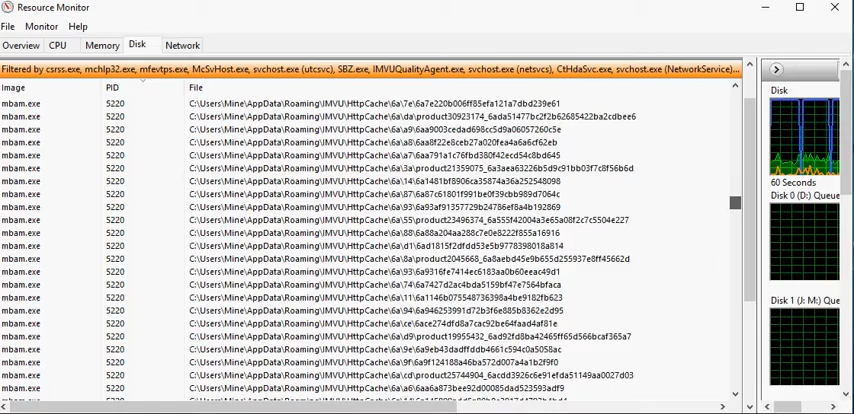 Resource Monitor
File Monitor Help
Overview CPU Memory Disk Network
Filtered by csrss.exe, mchlp32.exe, mfevtps.exe, McSvHost.exe, svchost.exe (utcsvc), SBZ.exe, IMVUQualityAgent.exe, svchost.exe (netsvcs), CtHdaSvc.exe, svchost.exe (NetworkService)...
Image PID File
mbam.exe 5220 C:\Users\Mine\AppData\Roaming\IMVU\HttpCache\6a\7e\6a7e220b006ff85efa121a7dbd239e61
mbam.exe 5220 C:\Users\Mine\AppData\Roaming\IMVU\HttpCache\6a\da\product30923174_6ada51477bc2f2b62685422ba2cdbee6
mbam.exe 5220 C:\Users\Mine\AppData\Roaming\IMVU\HttpCache\6a\a9\6aa9003cedad698cc5d9a06057260c5e
mbam.exe 5220 C:\Users\Mine\AppData\Roaming\IMVU\HttpCache\6a\a8\6aa8f22e8ceb27a020fea4a6a6cf62eb
mbam.exe 5220 C:\Users\Mine\AppData\Roaming\IMVU\HttpCache\6a\a7\6aa791a1c76fbd380f42ecd54c8bd645
mbam.exe 5220 C:\Users\Mine\AppData\Roaming\IMVU\HttpCache\6a\3a\product21359075_6a3aea63226b5d9c91bb03f7c8f56b6d
mbam.exe 5220 C:\Users\Mine\AppData\Roaming\IMVU\HttpCache\6a\14\6a1481bf8906ca35874a36a252548098
mbam.exe 5220 C:\Users\Mine\AppData\Roaming\IMVU\HttpCache\6a\87\6a87c61801f991be0f39cbb989d7064c
mbam.exe 5220 C:\Users\Mine\AppData\Roaming\IMVU\HttpCache\6a\93\6a93af91357729b24786ef8a4b192869
mbam.exe 5220 C:\Users\Mine\AppData\Roaming\IMVU\HttpCache\6a\55\product23496374_6a555f42004a3e65a08f2c7c5504e227
mbam.exe 5220 C:\Users\Mine\AppData\Roaming\IMVU\HttpCache\6a\88\6a88a204aa288c7e0e8222f855a16916
mbam.exe 5220 C:\Users\Mine\AppData\Roaming\IMVU\HttpCache\6a\d1\6ad1815f2dfdd53e5b9778398018a814
mbam.exe 5220 C:\Users\Mine\AppData\Roaming\IMVU\HttpCache\6a\8a\product2045668_6a8aebd45e9b655d255937e8ff45662d
mbam.exe 5220 C:\Users\Mine\AppData\Roaming\IMVU\HttpCache\6a\93\6a9316fe7414ec6183aa0b60eeac49d1
mbam.exe 5220 C:\Users\Mine\AppData\Roaming\IMVU\HttpCache\6a\74\6a7427d2ac4bda5159bf47e7564bfaca
mbam.exe 5220 C:\Users\Mine\AppData\Roaming\IMVU\HttpCache\6a\11\6a1146b075548736398a4be9182fb623
mbam.exe 5220 C:\Users\Mine\AppData\Roaming\IMVU\HttpCache\6a\94\6a946253991d72b3f6e885b8362e2d95
mbam.exe 5220 C:\Users\Mine\AppData\Roaming\IMVU\HttpCache\6a\ce\6ace274dfd8a7cac92be64faad4af81e
mbam.exe 5220 C:\Users\Mine\AppData\Roaming\IMVU\HttpCache\6a\d9\product19955432_6ad92fd8ba42465ff65d566bcaf365a7
mbam.exe 5220 C:\Users\Mine\AppData\Roaming\IMVU\HttpCache\6a\9e\6a9eb43dadffddb4661c594c0a5058ac
mbam.exe 5220 C:\Users\Mine\AppData\Roaming\IMVU\HttpCache\6a\9f\6a9f124188a46ba572d007a4a1b2f9f0
mbam.exe 5220 C:\Users\Mine\AppData\Roaming\IMVU\HttpCache\6a\cd\product25744904_6acdd3926c6e91efda51149aa0027d03
mbam.exe 5220 C:\Users\Mine\AppData\Roaming\IMVU\HttpCache\6a\a6\6aa6a873bee92d00085dad523593adf9
Disk
60 Seconds
Disk 0 (D:) Queue
Disk 1 (J: M:) Queue